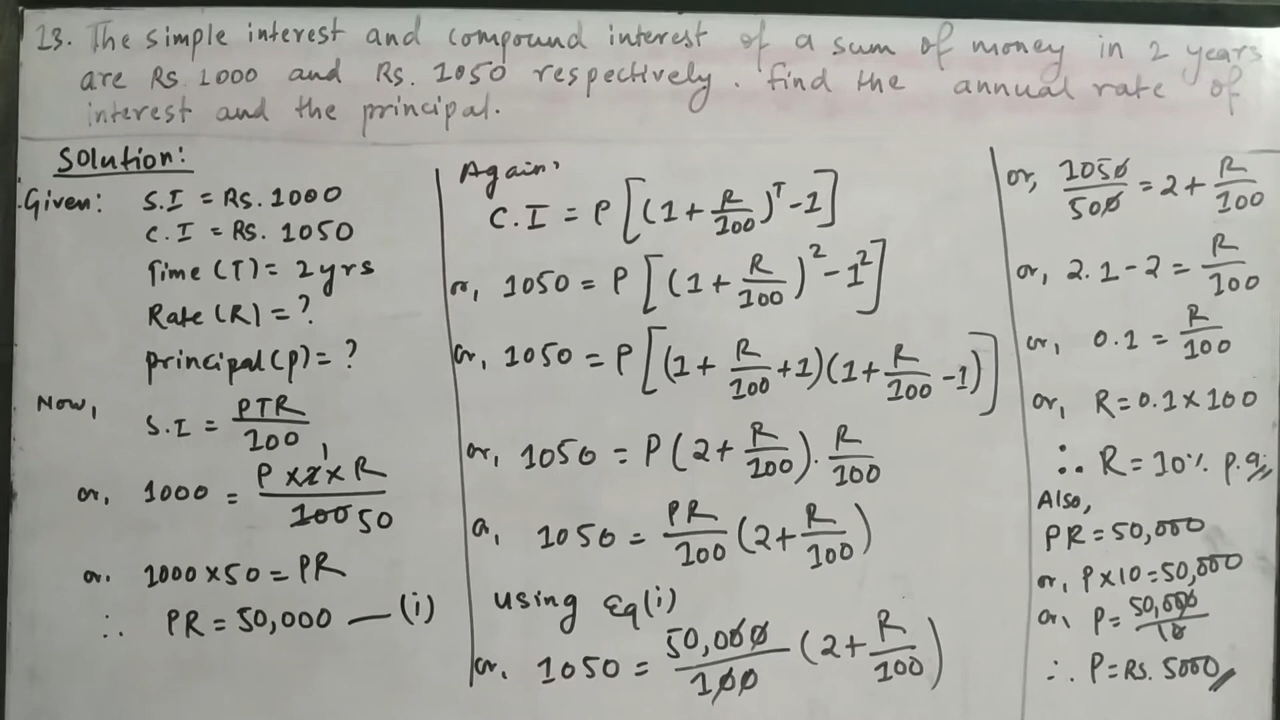 23. The simple interest and compound interest of a sum of money in 2 years
are Rs. 1000 and Rs. 1050 respectively. find the annual rate of
interest and the principal.
Solution:
Given: S.I = Rs. 1000
C.I = Rs. 1050
Time (T) = 2yrs
Rate (R) = ?
principal (p) = ?
Now,
S.I = PTR/100
or, 1000 = P x 2 x R/100 50 1
or. 1000 x 50 = PR
∴ PR = 50,000 — (i)
Again,
C.I = P[(1 + R/100)^T - 1]
or, 1050 = P[(1 + R/100)^2 - 1^2]
or, 1050 = P[(1 + R/100 + 1)(1 + R/100 - 1)]
or, 1050 = P(2 + R/100). R/100
or, 1050 = PR/100 (2 + R/100)
using Eq(i)
or. 1050 = 50,000/100 (2 + R/100)
or, 1050/500 = 2 + R/100
or, 2.1 - 2 = R/100
or, 0.1 = R/100
or, R = 0.1 x 100
∴ R = 10% p.a.
Also,
PR = 50,000
or, P x 10 = 50,000
or, P = 50,000/10
∴ P = Rs. 5000